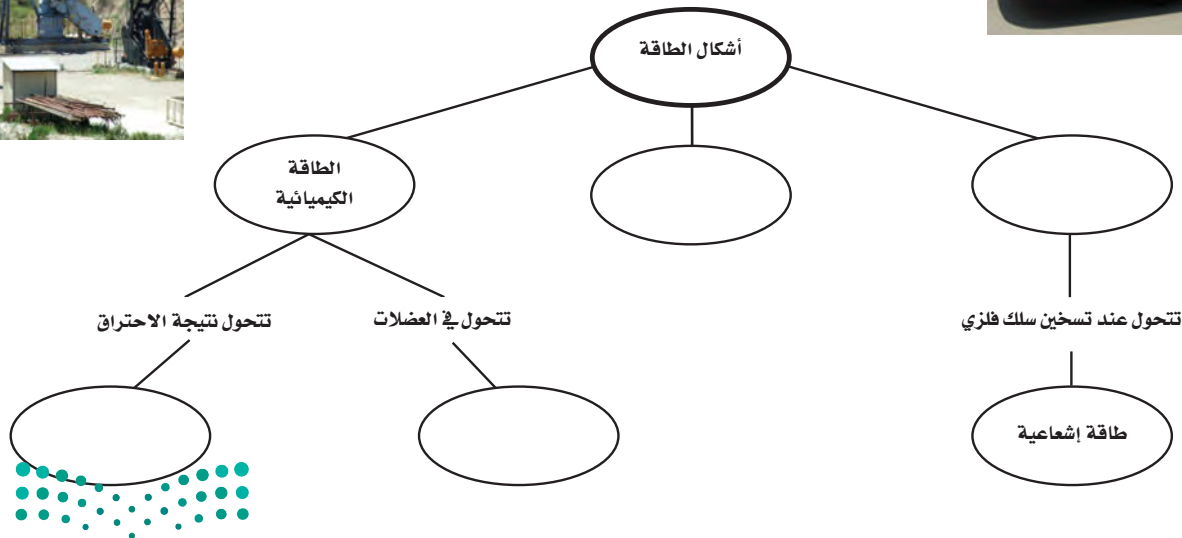 أشكال الطاقة
الطاقة
الكيميائية
تتحول عند تسخين سلك فلزي
تتحول في العضلات
تتحول نتيجة الاحتراق
طاقة إشعاعية